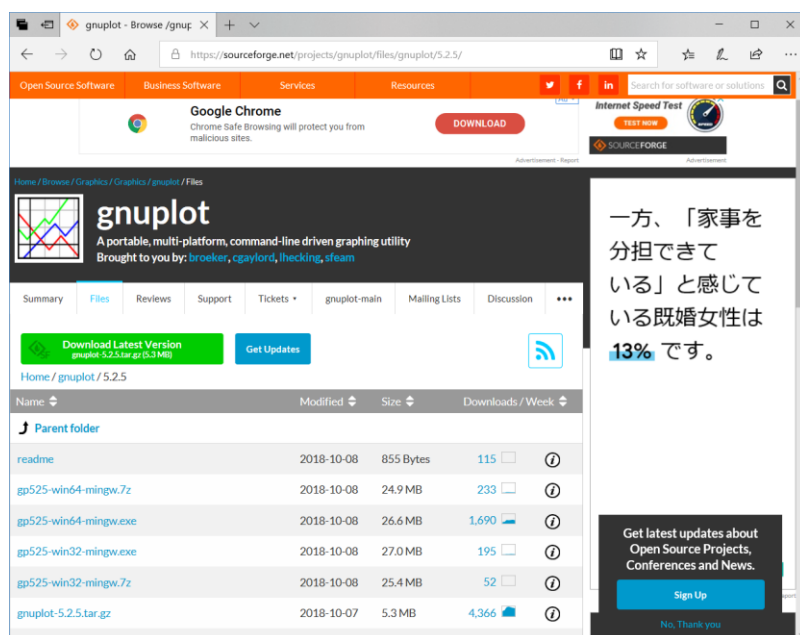 gnuplot - Browse /gnup
https://sourceforge.net/projects/gnuplot/files/gnuplot/5.2.5/
Open Source Software Business Software Services Resources Search for software or solutions
Google Chrome
Chrome Safe Browsing will protect you from
malicious sites.
DOWNLOAD
Advertisement - Report
Internet Speed Test
TEST NOW
SPEED
SOURCEFORGE
Advertisement
Home / Browse / Graphics / Graphics / gnuplot / Files
gnuplot
A portable, multi-platform, command-line driven graphing utility
Brought to you by: broeker, cgaylord, lhecking, sfeam
Summary Files Reviews Support Tickets gnuplot-main Mailing Lists Discussion
Download Latest Version
gnuplot-5.2.5.tar.gz (5.3 MB)
Get Updates
Home / gnuplot / 5.2.5
Name Modified Size Downloads / Week
Parent folder
readme 2018-10-08 855 Bytes 115
gp525-win64-mingw.7z 2018-10-08 24.9 MB 233
gp525-win64-mingw.exe 2018-10-08 26.6 MB 1,690
gp525-win32-mingw.exe 2018-10-08 27.0 MB 195
gp525-win32-mingw.7z 2018-10-08 25.4 MB 52
gnuplot-5.2.5.tar.gz 2018-10-07 5.3 MB 4,366
一方、「家事を
分担できて
いる」と感じて
いる既婚女性は
13% です。
Get latest updates about
Open Source Projects,
Conferences and News.
Sign Up
No, Thank you